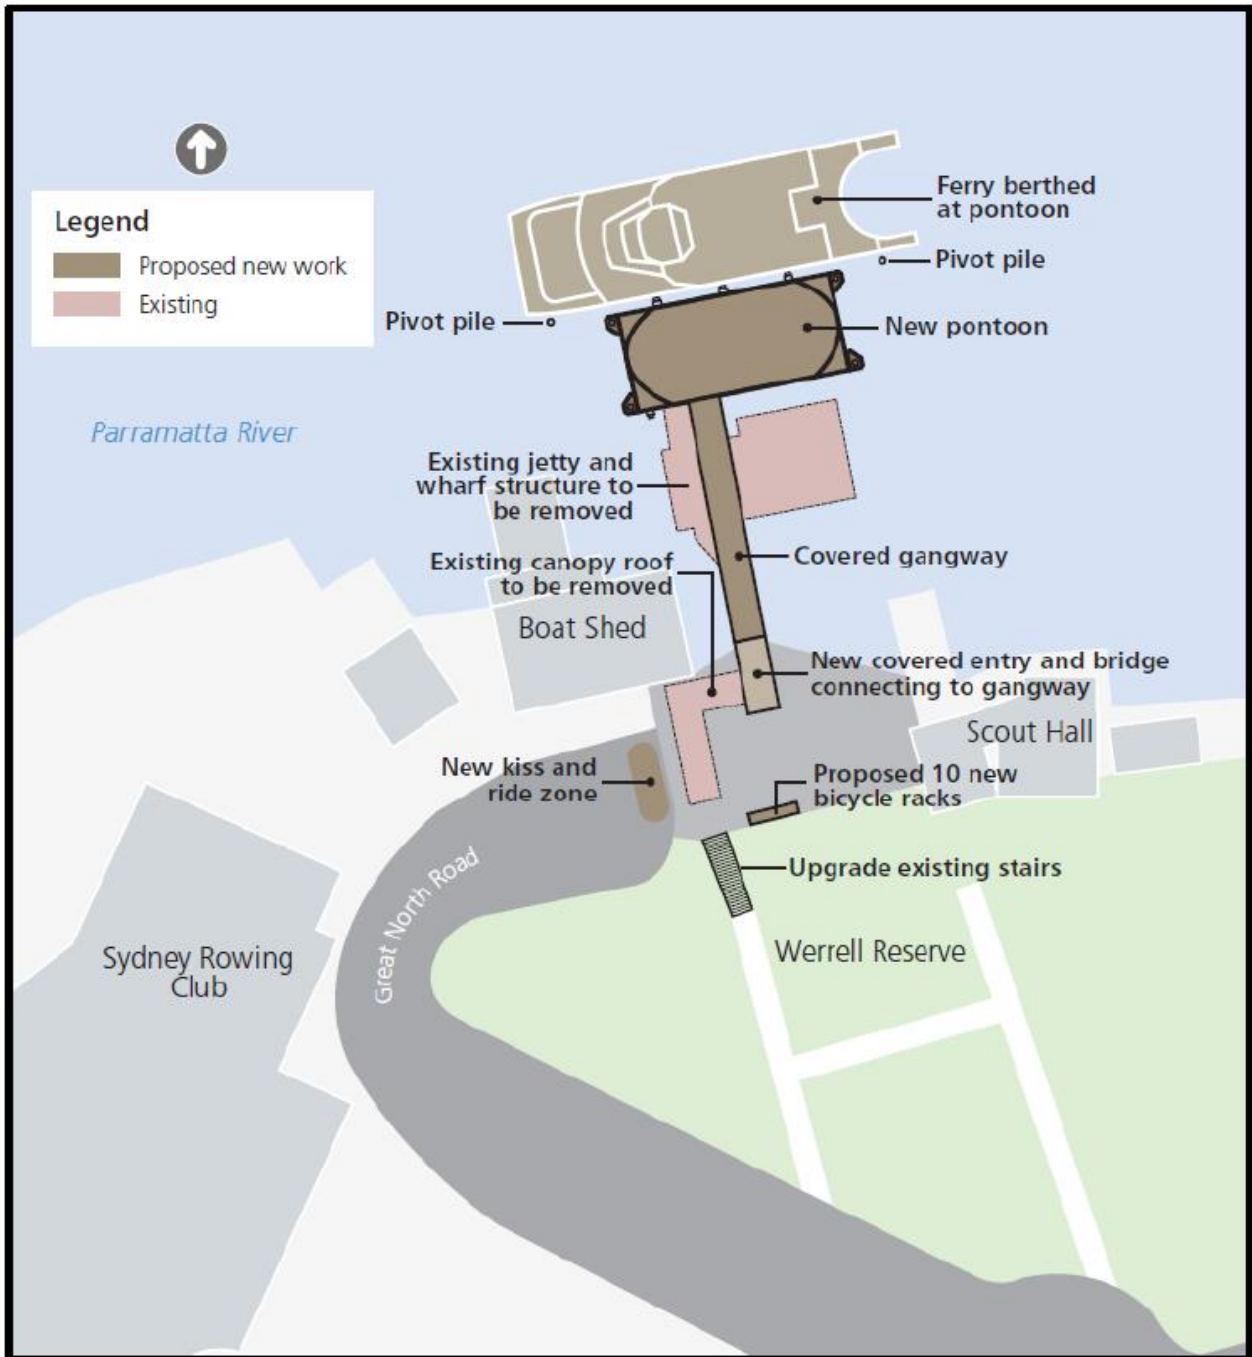 Legend
Proposed new work
Existing
Ferry berthed
at pontoon
Pivot pile
Pivot pile
New pontoon
Parramatta River
Existing jetty and
wharf structure to
be removed
Covered gangway
Existing canopy roof
to be removed
Boat Shed
New covered entry and bridge
connecting to gangway
Scout Hall
New kiss and
ride zone
Proposed 10 new
bicycle racks
Upgrade existing stairs
Great North Road
Werrell Reserve
Sydney Rowing
Club